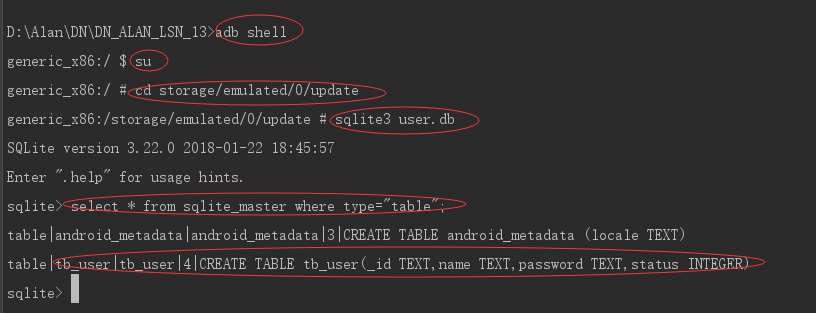 D:\Alan\DN\DN_ALAN_LSN_13>adb shell
generic_x86:/ $ su
generic_x86:/ # cd storage/emulated/0/update
generic_x86:/storage/emulated/0/update # sqlite3 user.db
SQLite version 3.22.0 2018-01-22 18:45:57
Enter ".help" for usage hints.
sqlite> select * from sqlite_master where type="table";
table|android_metadata|android_metadata|3|CREATE TABLE android_metadata (locale TEXT)
table|tb_user|tb_user|4|CREATE TABLE tb_user(_id TEXT,name TEXT,password TEXT,status INTEGER)
sqlite>